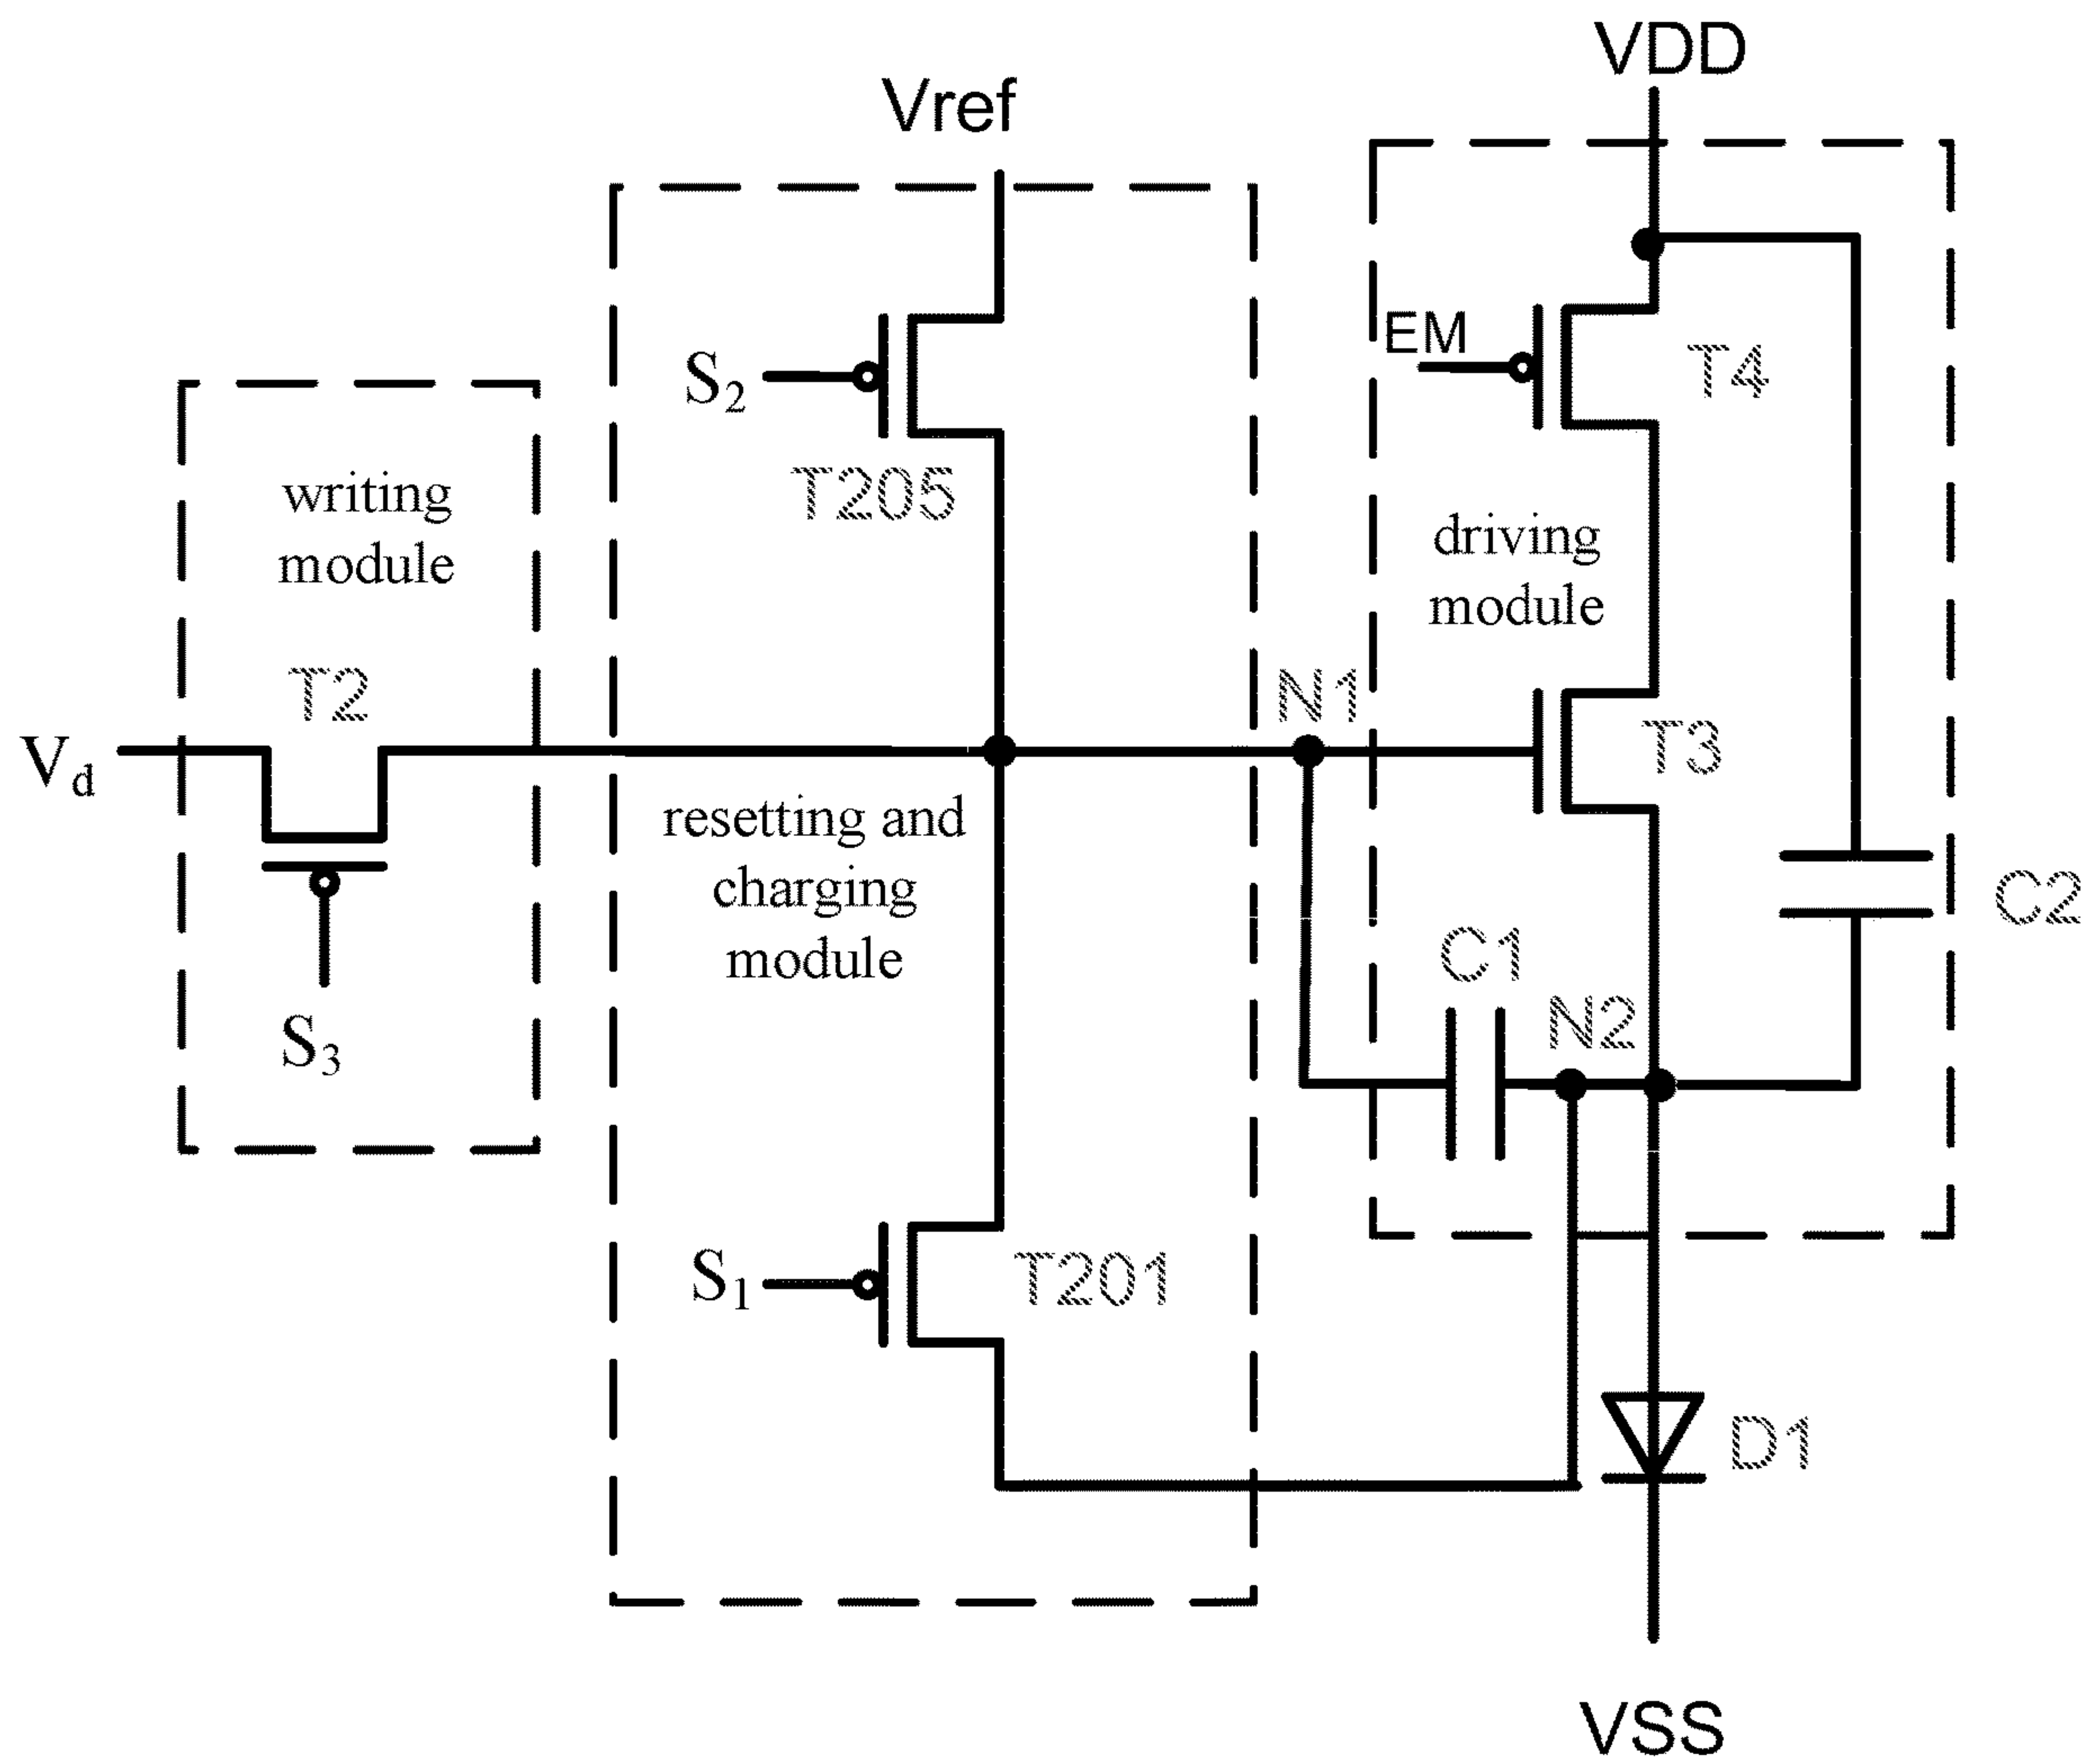 VDD
Vref
EM
T4
S₂
T205
writing
module
driving
module
T2
N1
T3
V_d
resetting and
charging
module
C2
C1
N2
S₃
S₁
T201
D1
VSS